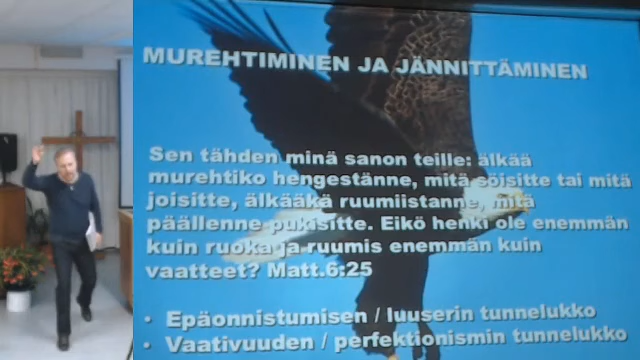 MUREHTIMINEN JA JÄNNITTÄMINEN
Sen tähden minä sanon teille: älkää
murehtiko hengestänne, mitä söisitte tai mitä
joisitte, älkääkä ruumiistanne, mitä
päällenne pukisitte. Eikö henki ole enemmän
kuin ruoka ja ruumis enemmän kuin
vaatteet? Matt.6:25
• Epäonnistumisen / luuserin tunnelukko
• Vaativuuden / perfektionismin tunnelukko